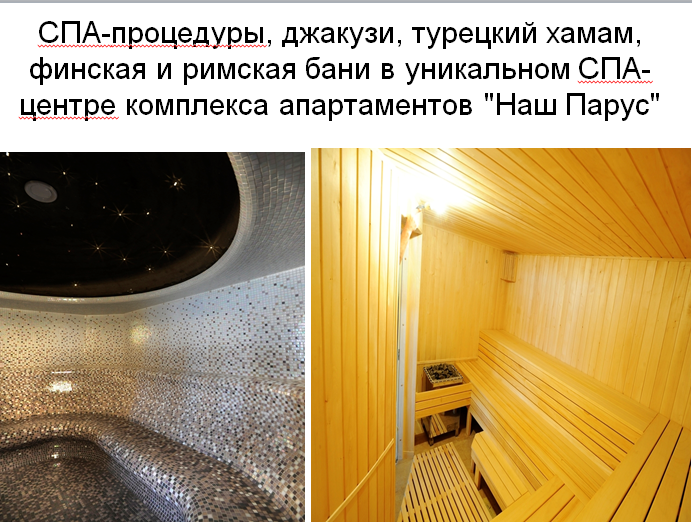 СПА-процедуры, джакузи, турецкий хамам,
финская и римская бани в уникальном СПА-
центре комплекса апартаментов "Наш Парус"